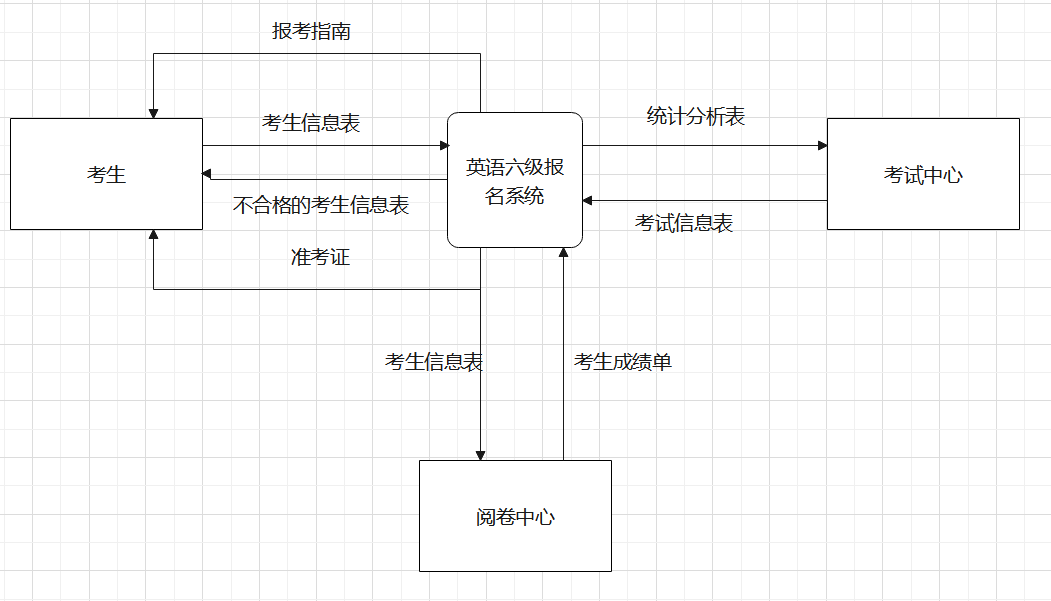 报考指南
考生信息表
统计分析表
考生
英语六级报
名系统
考试中心
不合格的考生信息表
考试信息表
准考证
考生信息表
考生成绩单
阅卷中心